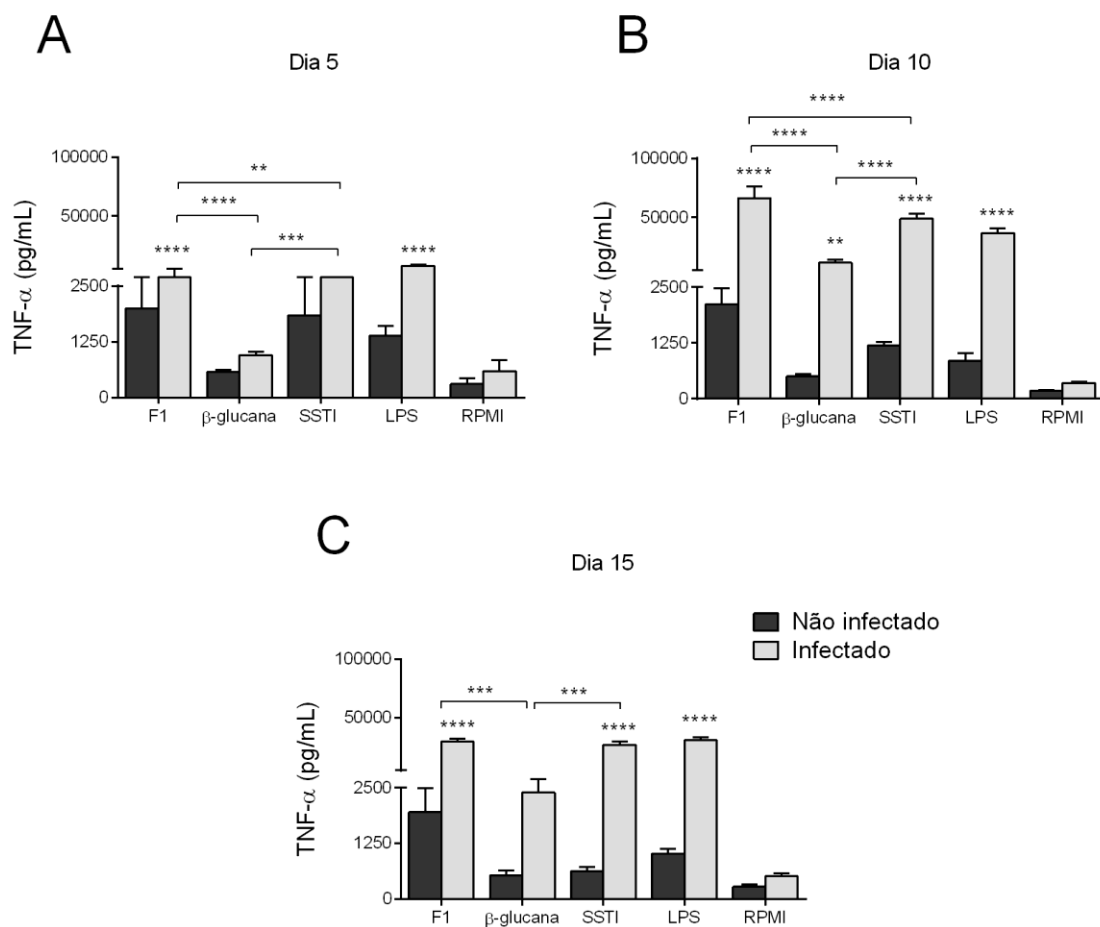 A
Dia 5
TNF-α (pg/mL)
100000
50000
2500
1250
0
**
****
***
****
****
F1
β-glucana
SSTI
LPS
RPMI
B
Dia 10
TNF-α (pg/mL)
100000
50000
2500
1250
0
****
****
****
****
**
****
****
F1
β-glucana
SSTI
LPS
RPMI
C
Dia 15
Não infectado
Infectado
TNF-α (pg/mL)
100000
50000
2500
1250
0
***
***
****
****
****
F1
β-glucana
SSTI
LPS
RPMI